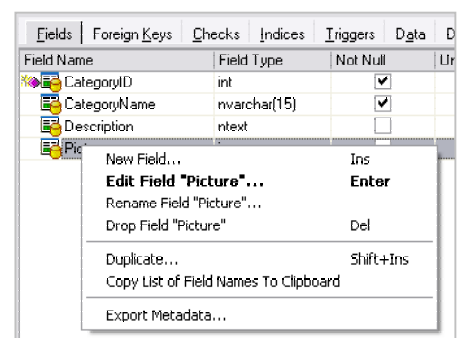 Fields Foreign Keys Checks Indices Triggers Data D
Field Name Field Type Not Null Un
CategoryID int
CategoryName nvarchar(15)
Description ntext
Pict
New Field... Ins
Edit Field "Picture"... Enter
Rename Field "Picture"...
Drop Field "Picture" Del
Duplicate... Shift+Ins
Copy List of Field Names To Clipboard
Export Metadata...